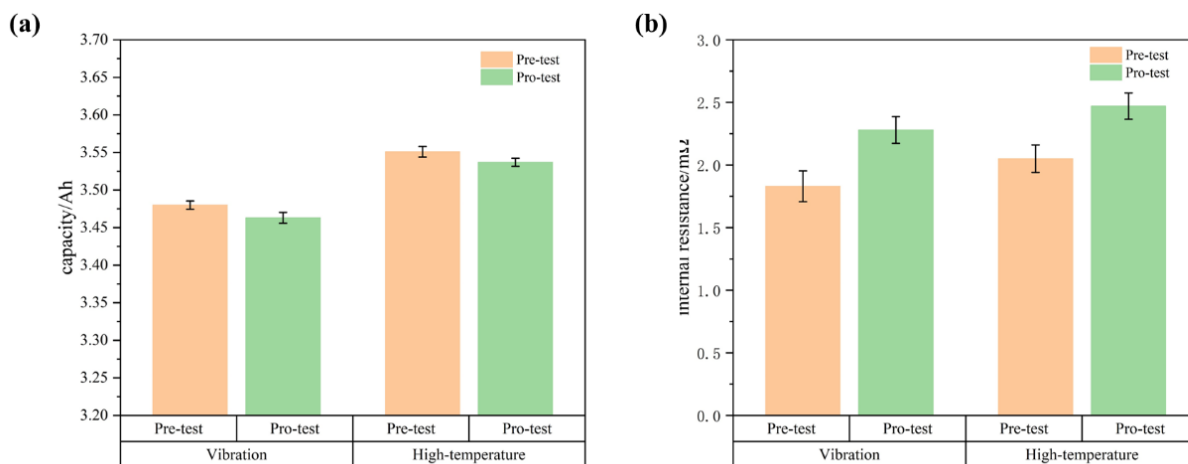 (a)
3.70
3.65
3.60
3.55
3.50
3.45
3.40
3.35
3.30
3.25
3.20
capacity/Ah
Pre-test
Pro-test
Pre-test Pro-test Pre-test Pro-test
Vibration High-temperature
(b)
3.0
2.5
2.0
1.5
1.0
0.5
0.0
internal resistance/mΩ
Pre-test
Pro-test
Pre-test Pro-test Pre-test Pro-test
Vibration High-temperature